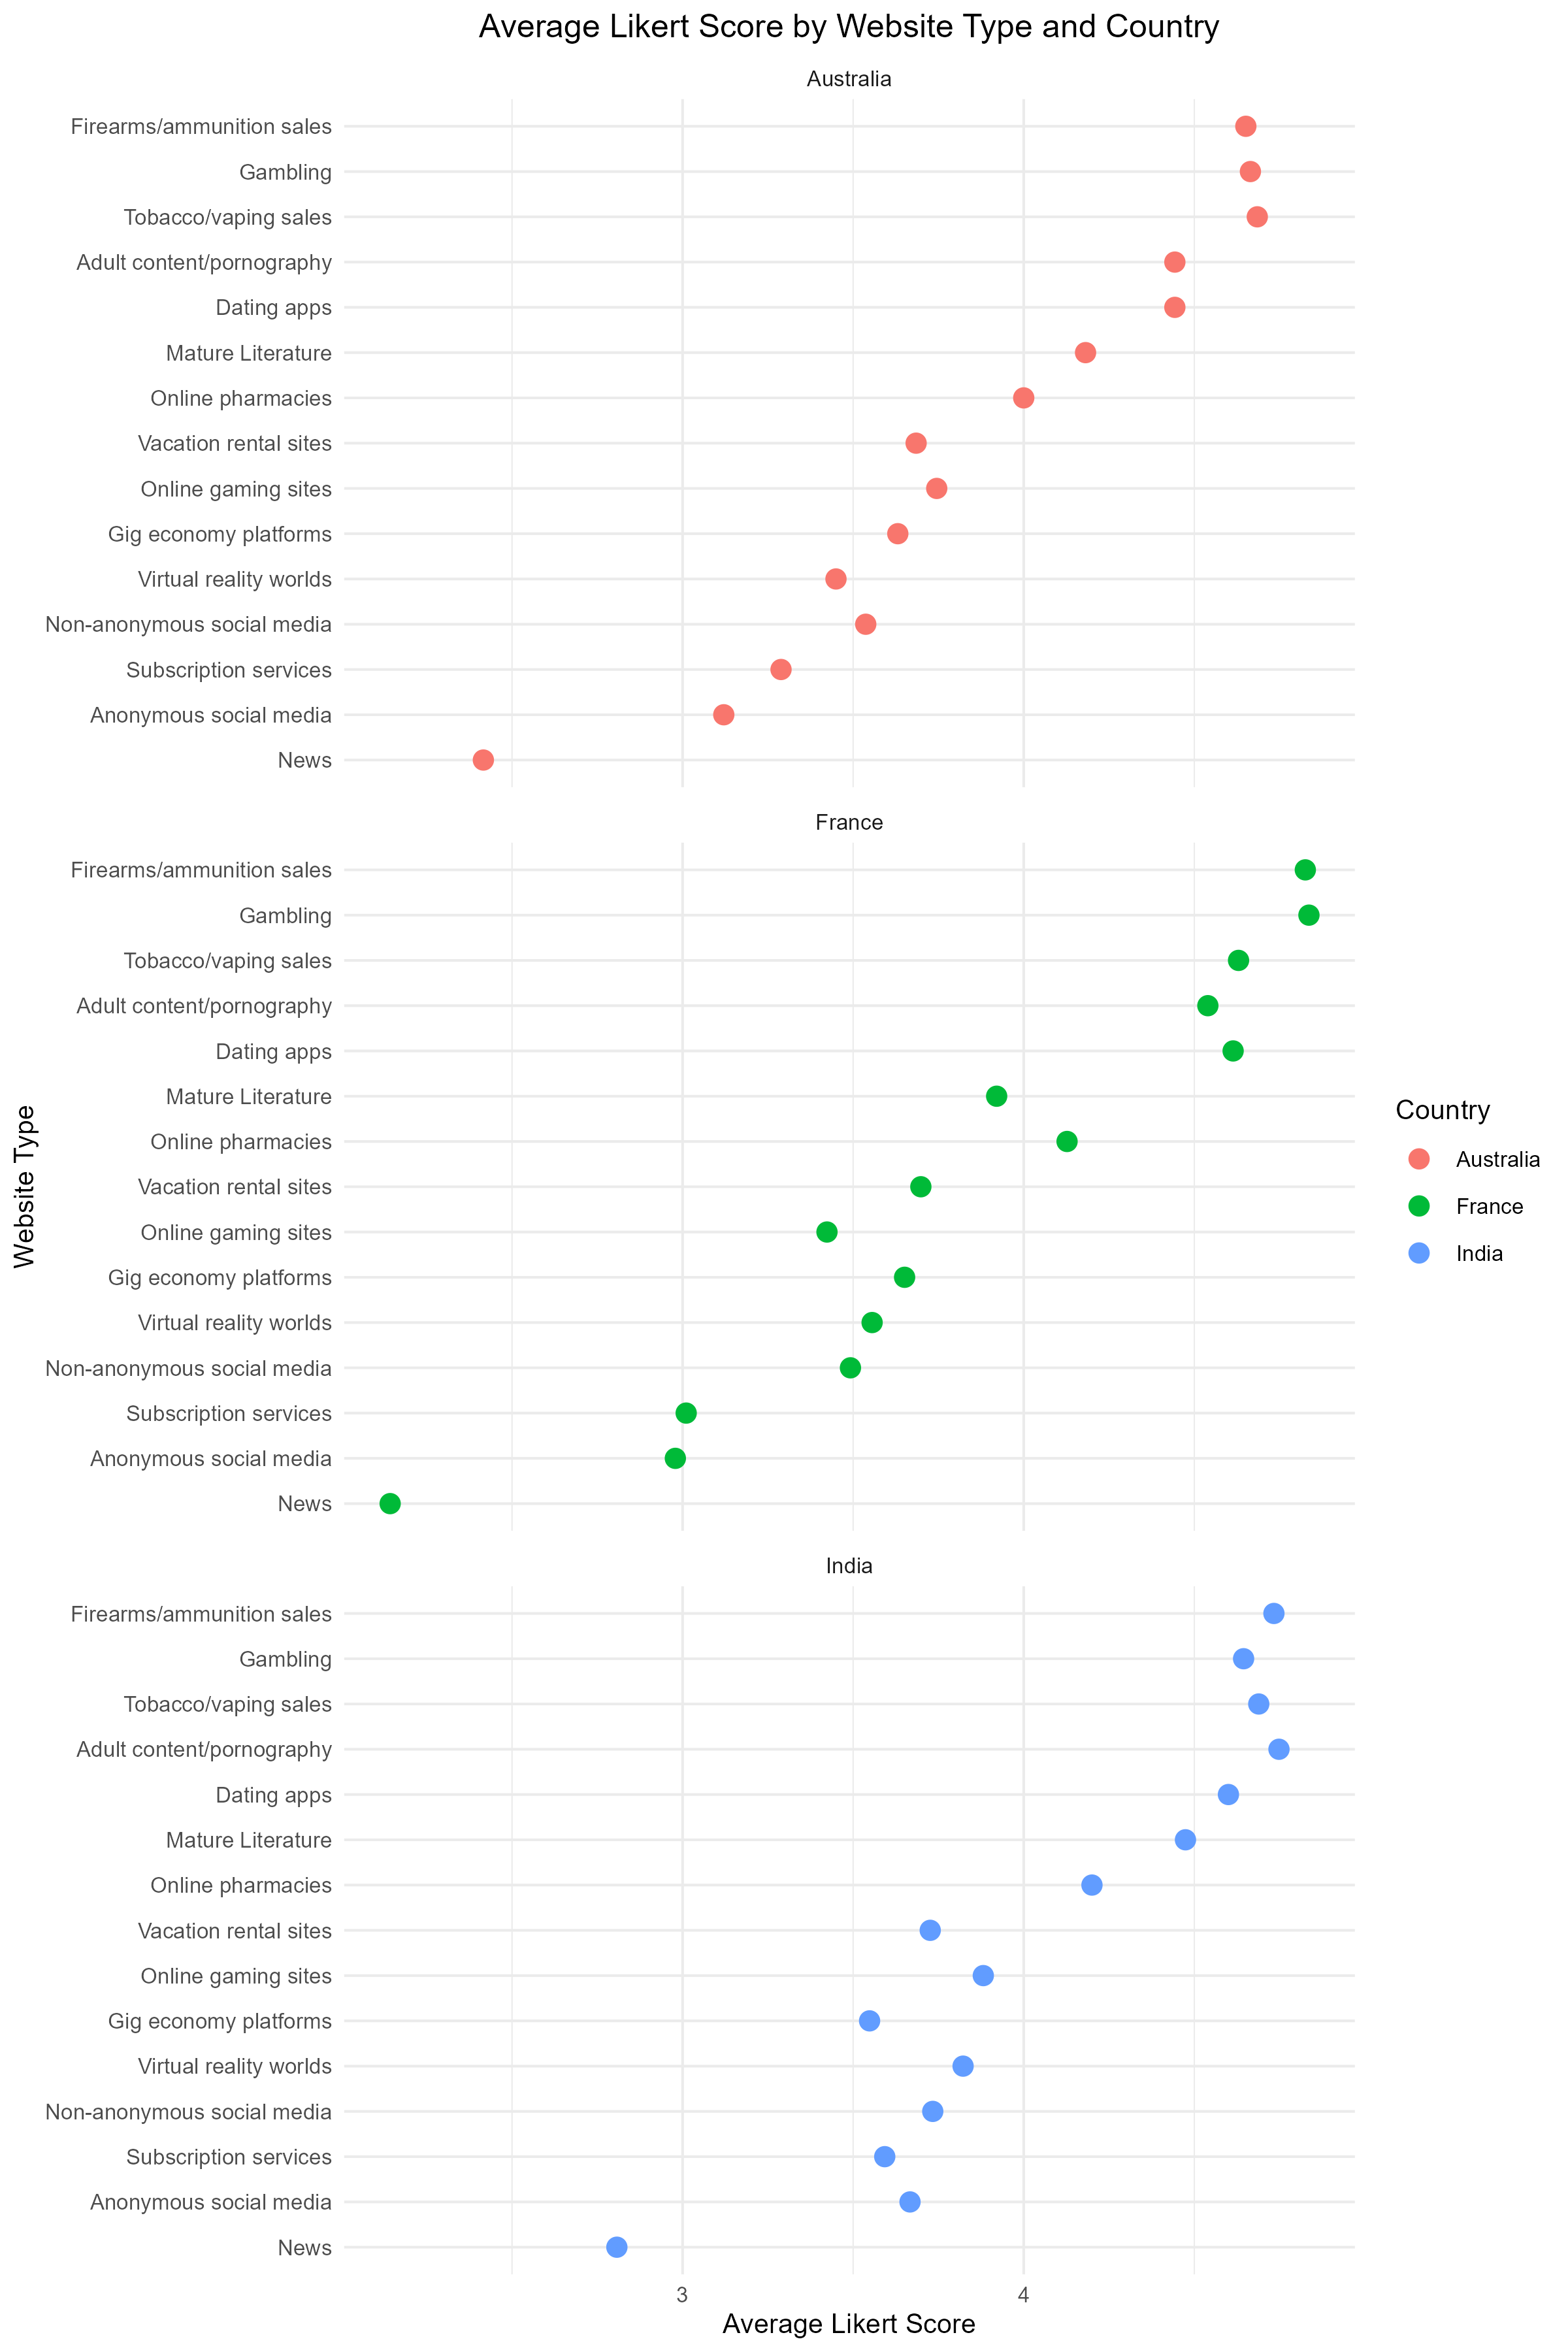 Average Likert Score by Website Type and Country
Australia
Firearms/ammunition sales
Gambling
Tobacco/vaping sales
Adult content/pornography
Dating apps
Mature Literature
Online pharmacies
Vacation rental sites
Online gaming sites
Gig economy platforms
Virtual reality worlds
Non-anonymous social media
Subscription services
Anonymous social media
News
France
Firearms/ammunition sales
Gambling
Tobacco/vaping sales
Adult content/pornography
Dating apps
Mature Literature
Online pharmacies
Vacation rental sites
Online gaming sites
Gig economy platforms
Virtual reality worlds
Non-anonymous social media
Subscription services
Anonymous social media
News
India
Firearms/ammunition sales
Gambling
Tobacco/vaping sales
Adult content/pornography
Dating apps
Mature Literature
Online pharmacies
Vacation rental sites
Online gaming sites
Gig economy platforms
Virtual reality worlds
Non-anonymous social media
Subscription services
Anonymous social media
News
3 4
Average Likert Score
Website Type
Country
Australia
France
India